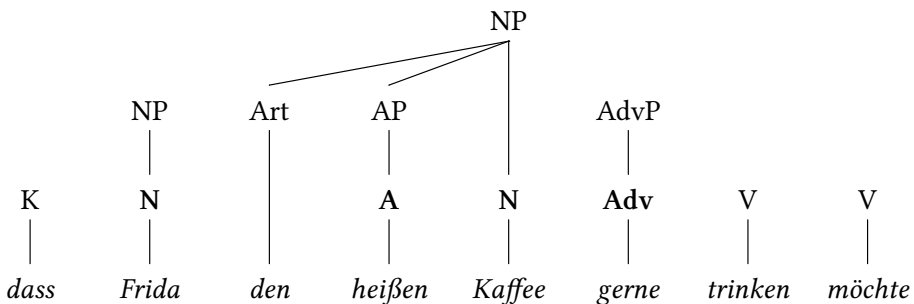 NP
NP Art AP AdvP
K N A N Adv V V
dass Frida den heißen Kaffee gerne trinken möchte